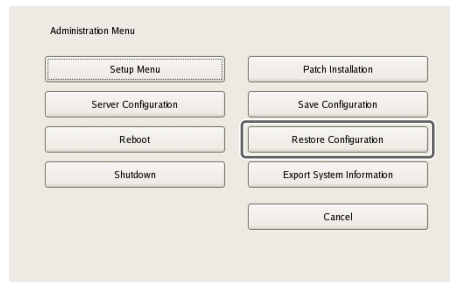 Administration Menu
Setup Menu
Patch Installation
Server Configuration
Save Configuration
Reboot
Restore Configuration
Shutdown
Export System Information
Cancel